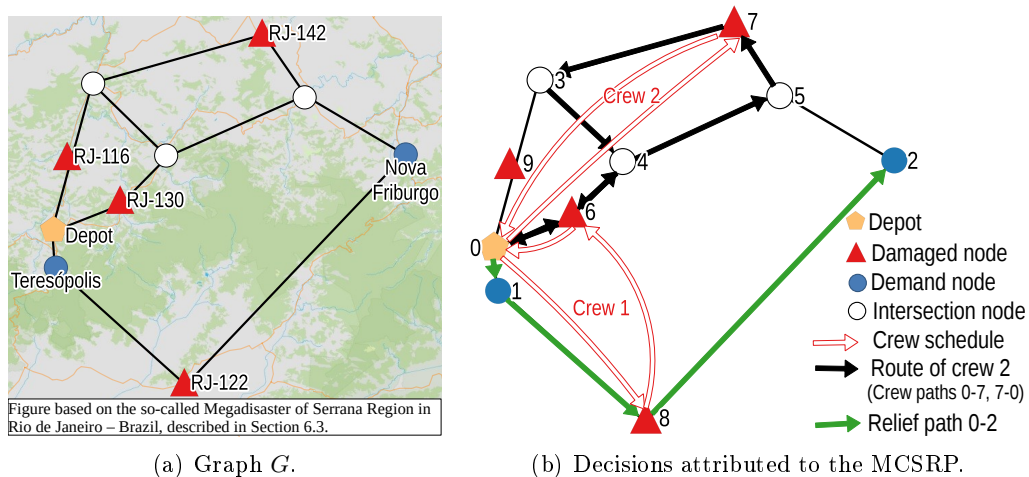 RJ-142
RJ-116
Nova
Friburgo
RJ-130
Depot
Teresópolis
RJ-122
Figure based on the so-called Megadisaster of Serrana Region in
Rio de Janeiro – Brazil, described in Section 6.3.
(a) Graph G.
7
3
Crew 2
5
4
9
2
6
0
1
Crew 1
8
Depot
Damaged node
Demand node
Intersection node
Crew schedule
Route of crew 2
(Crew paths 0-7, 7-0)
Relief path 0-2
(b) Decisions attributed to the MCSRP.